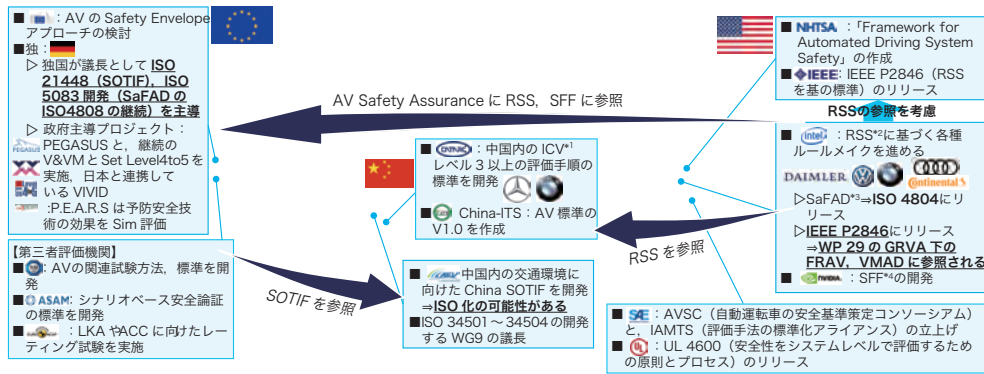 ■ : AV の Safety Envelope
アプローチの検討
■独:
▷ 独国が議長として ISO
21448（SOTIF），ISO
5083 開発（SaFAD の
ISO4808 の継続）を主導
▷ 政府主導プロジェクト：
PEGASUS
PEGASUS と，継続の
V&VM と Set Level4to5 を
実施，日本と連携して
いる VIVID
:P.E.A.R.S は予防安全技
術の効果を Sim 評価
【第三者評価機関】
■ : AVの関連試験方法，標準を開
発
■ ASAM: シナリオベース安全論証
の標準を開発
■ : LKA やACC に向けたレー
ティング試験を実施
AV Safety Assurance に RSS，SFF に参照
■ : 中国内の ICV*1
レベル 3 以上の評価手順の
標準を開発
■ China-ITS：AV 標準の
V1.0 を作成
SOTIF を参照
RSS を参照
■ 中国内の交通環境に
向けた China SOTIF を開発
⇒ISO 化の可能性がある
■ISO 34501～34504 の開発
する WG9 の議長
■ NHTSA ：「Framework for
Automated Driving System
Safety」の作成
■ IEEE: IEEE P2846（RSS
を基の標準）のリリース
RSSの参照を考慮
■ intel : RSS*2に基づく各種
ルールメイクを進める
DAIMLER
Continental
▷SaFAD*3⇒ISO 4804にリ
リース
▷IEEE P2846にリリース
⇒WP 29 の GRVA 下の
FRAV，VMAD に参照される
■ NVIDIA ：SFF*4の開発
■ SAE：AVSC（自動運転車の安全基準策定コンソーシアム）
と，IAMTS（評価手法の標準化アライアンス）の立上げ
■ UL ：UL 4600（安全性をシステムレベルで評価するため
の原則とプロセス）のリリース